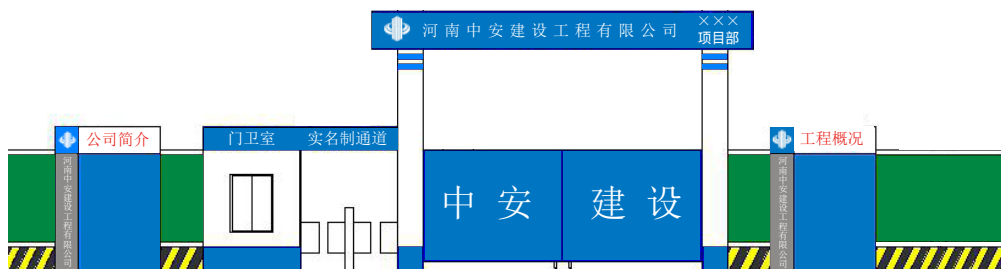 河南中安建设工程有限公司
×××
项目部
公司简介
河南中安建设工程有限公司
门卫室
实名制通道
中安
建设
工程概况
河南中安建设工程有限公司